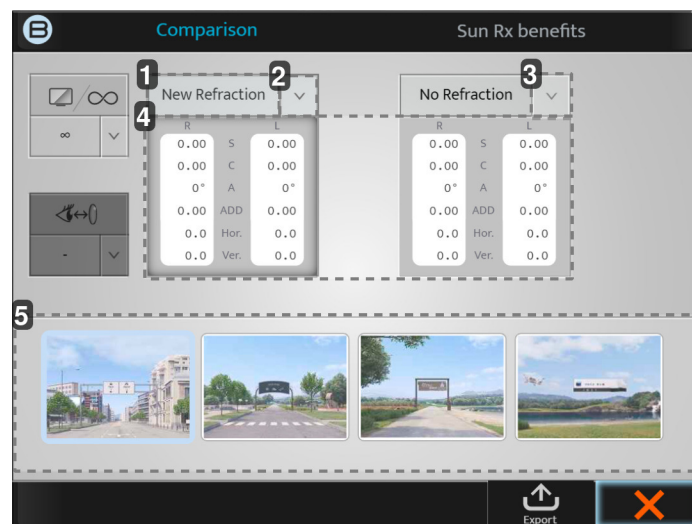 B Comparison Sun Rx benefits
1 New Refraction 2 No Refraction 3
/∞
∞
4
R L R L
0.00 S 0.00 0.00 S 0.00
0.00 C 0.00 0.00 C 0.00
0° A 0° 0° A 0°
0.00 ADD 0.00 0.00 ADD 0.00
0.0 Hor. 0.0 0.0 Hor. 0.0
- 0.0 Ver. 0.0 0.0 Ver. 0.0
5
Export